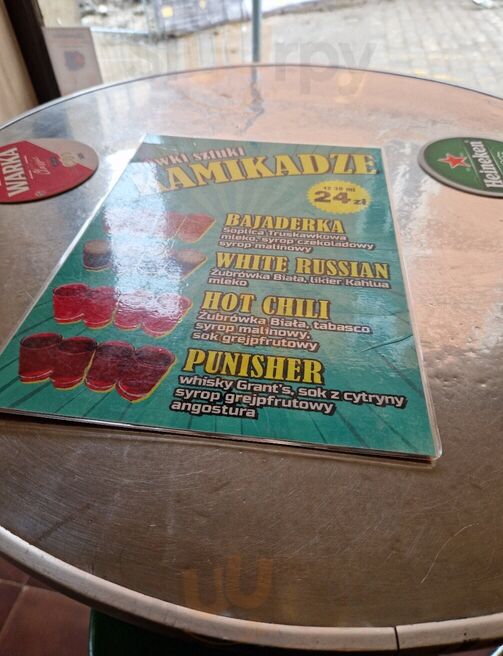 SZTUKI
KAMIKADZE
24 zł
BAJADERKA
Soplica Truskawkowa
mleko, syrop czekoladowy
syrop malinowy
WHITE RUSSIAN
Żubrówka Biała, likier Kahlua
mleko
HOT CHILI
Żubrówka Biała, tabasco
syrop malinowy,
sok grejpfrutowy
PUNISHER
whisky Grant's, sok z cytryny
syrop grejpfrutowy
angostura
WARKA
Heineken